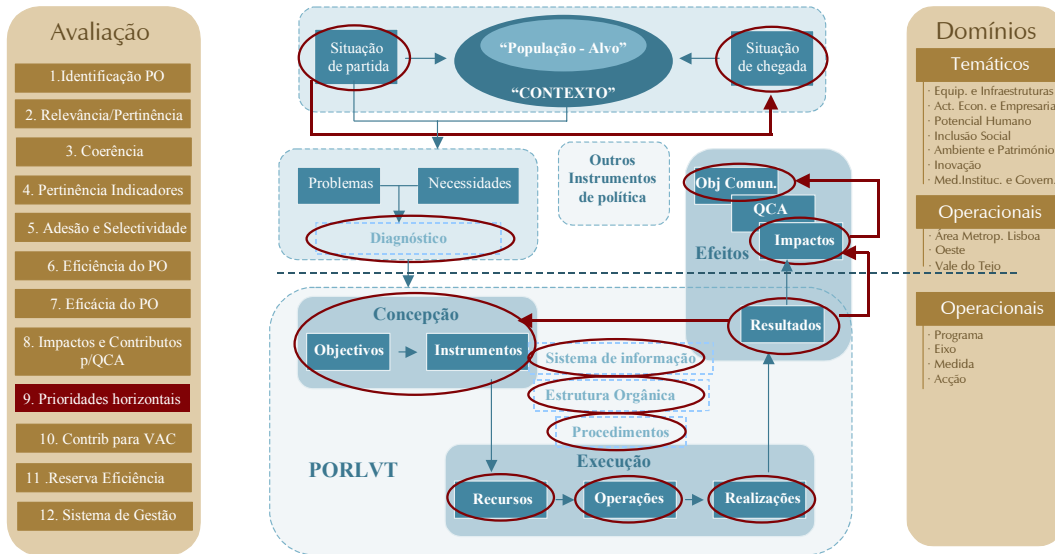 Avaliação
1.Identificação PO
2. Relevância/Pertinência
3. Coerência
4. Pertinência Indicadores
5. Adesão e Selectividade
6. Eficiência do PO
7. Eficácia do PO
8. Impactos e Contributos
p/QCA
9. Prioridades horizontais
10. Contrib para VAC
11 .Reserva Eficiência
12. Sistema de Gestão
Situação
de partida
“População - Alvo”
“CONTEXTO”
Situação
de chegada
Problemas
Necessidades
Diagnóstico
Outros
Instrumentos
de política
Obj Comun.
QCA
Impactos
Efeitos
Resultados
Concepção
Objectivos
Instrumentos
Sistema de informação
Estrutura Orgânica
Procedimentos
PORLVT
Execução
Recursos
Operações
Realizações
Domínios
Temáticos
· Equip. e Infraestruturas
· Act. Econ. e Empresaria
· Potencial Humano
· Inclusão Social
· Ambiente e Património
· Inovação
· Med.Instituc. e Govern.
Operacionais
· Área Metrop. Lisboa
· Oeste
· Vale do Tejo
Operacionais
· Programa
· Eixo
· Medida
· Acção